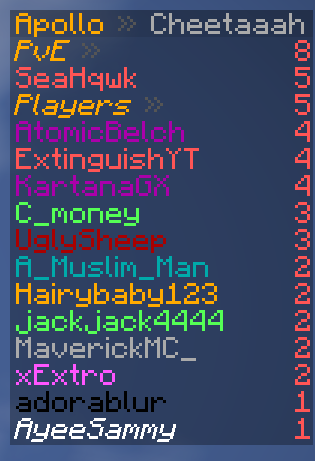 Apollo » Cheetaaah
PvE » 8
SeaHqwk 5
Players » 5
AtomicBelch 4
ExtinguishYT 4
KartanaGX 4
C_money 3
UglySheep 3
A_Muslim_Man 2
Hairybaby123 2
jackjack4444 2
MaverickMC_ 2
xExtro 2
adorablur 1
AyeeSammy 1